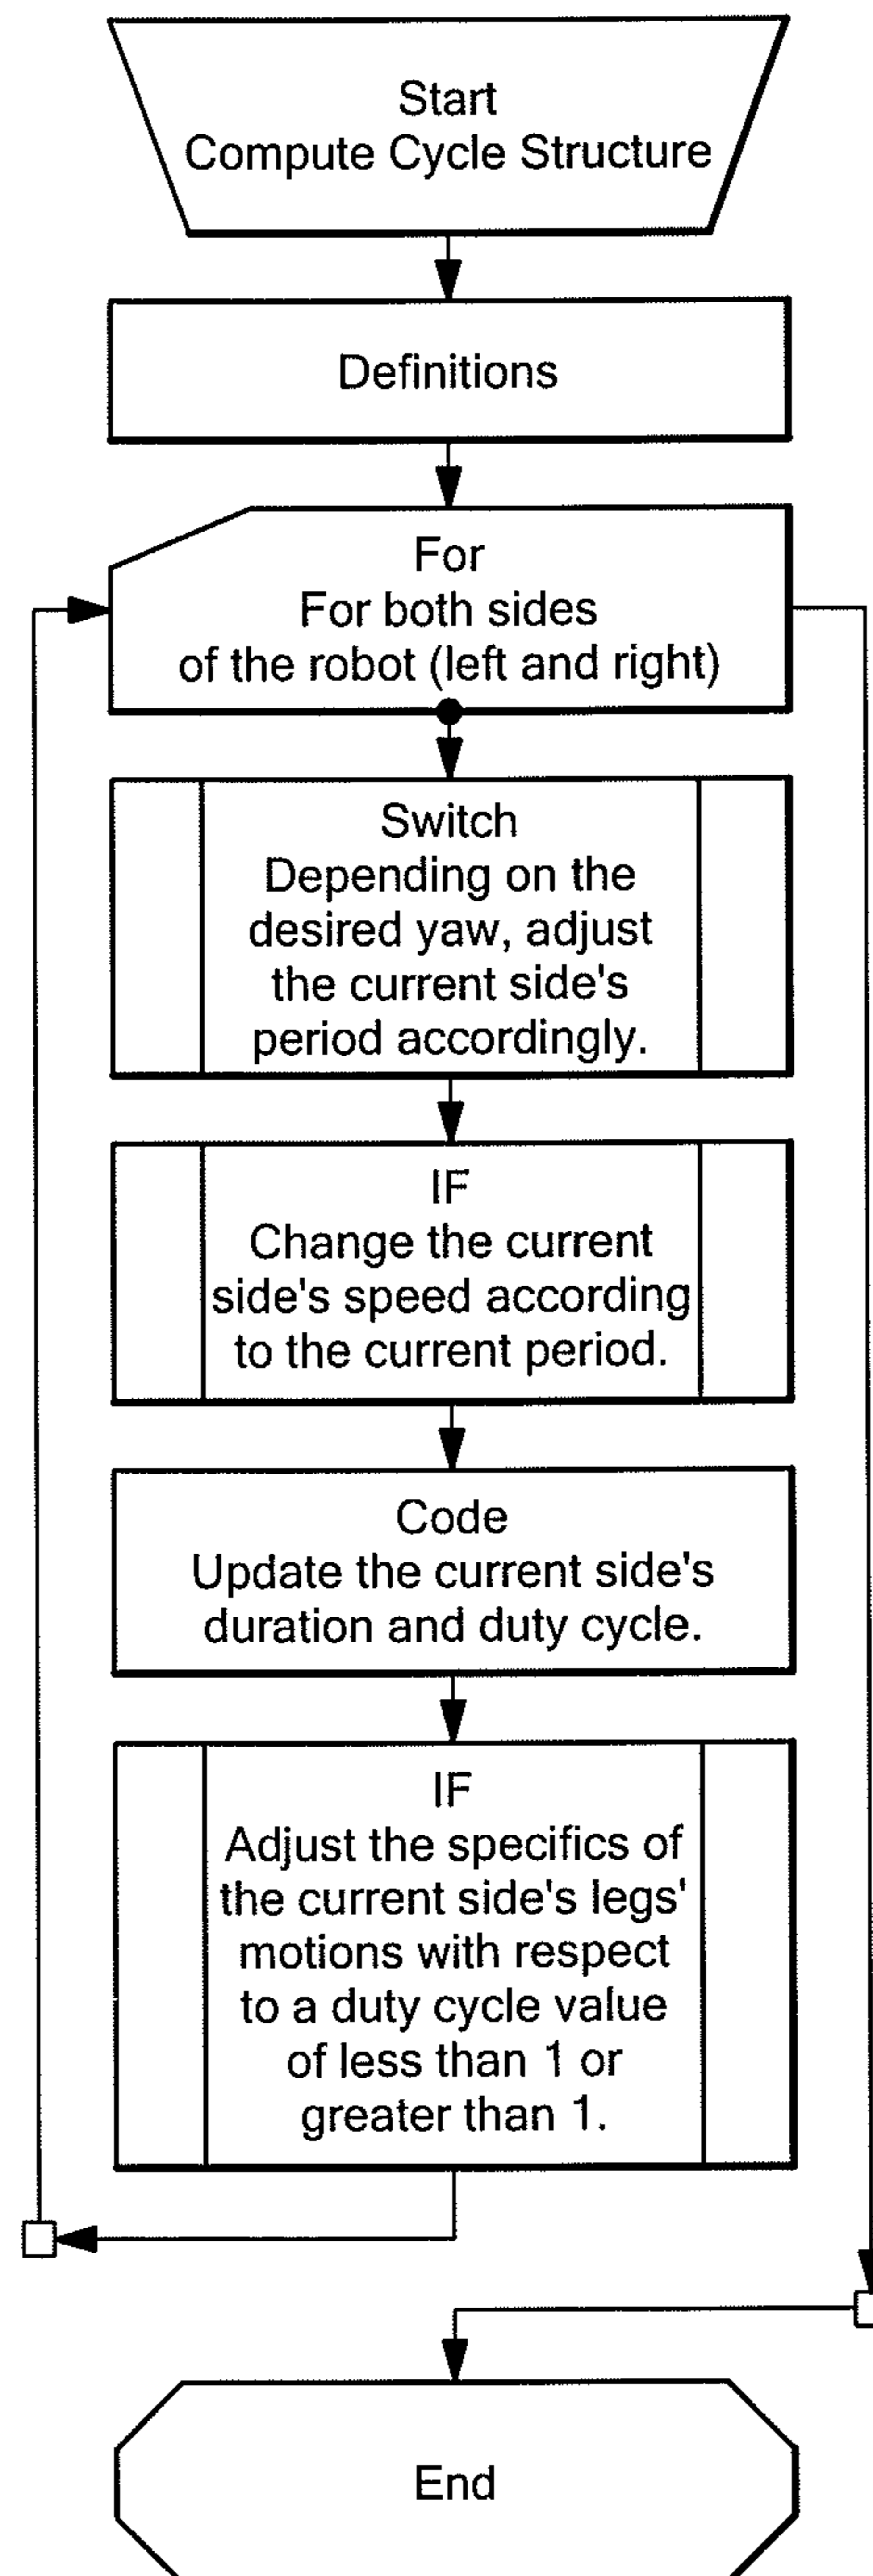 Start
Compute Cycle Structure
Definitions
For
For both sides
of the robot (left and right)
Switch
Depending on the
desired yaw, adjust
the current side's
period accordingly.
IF
Change the current
side's speed according
to the current period.
Code
Update the current side's
duration and duty cycle.
IF
Adjust the specifics of
the current side's legs'
motions with respect
to a duty cycle value
of less than 1 or
greater than 1.
End